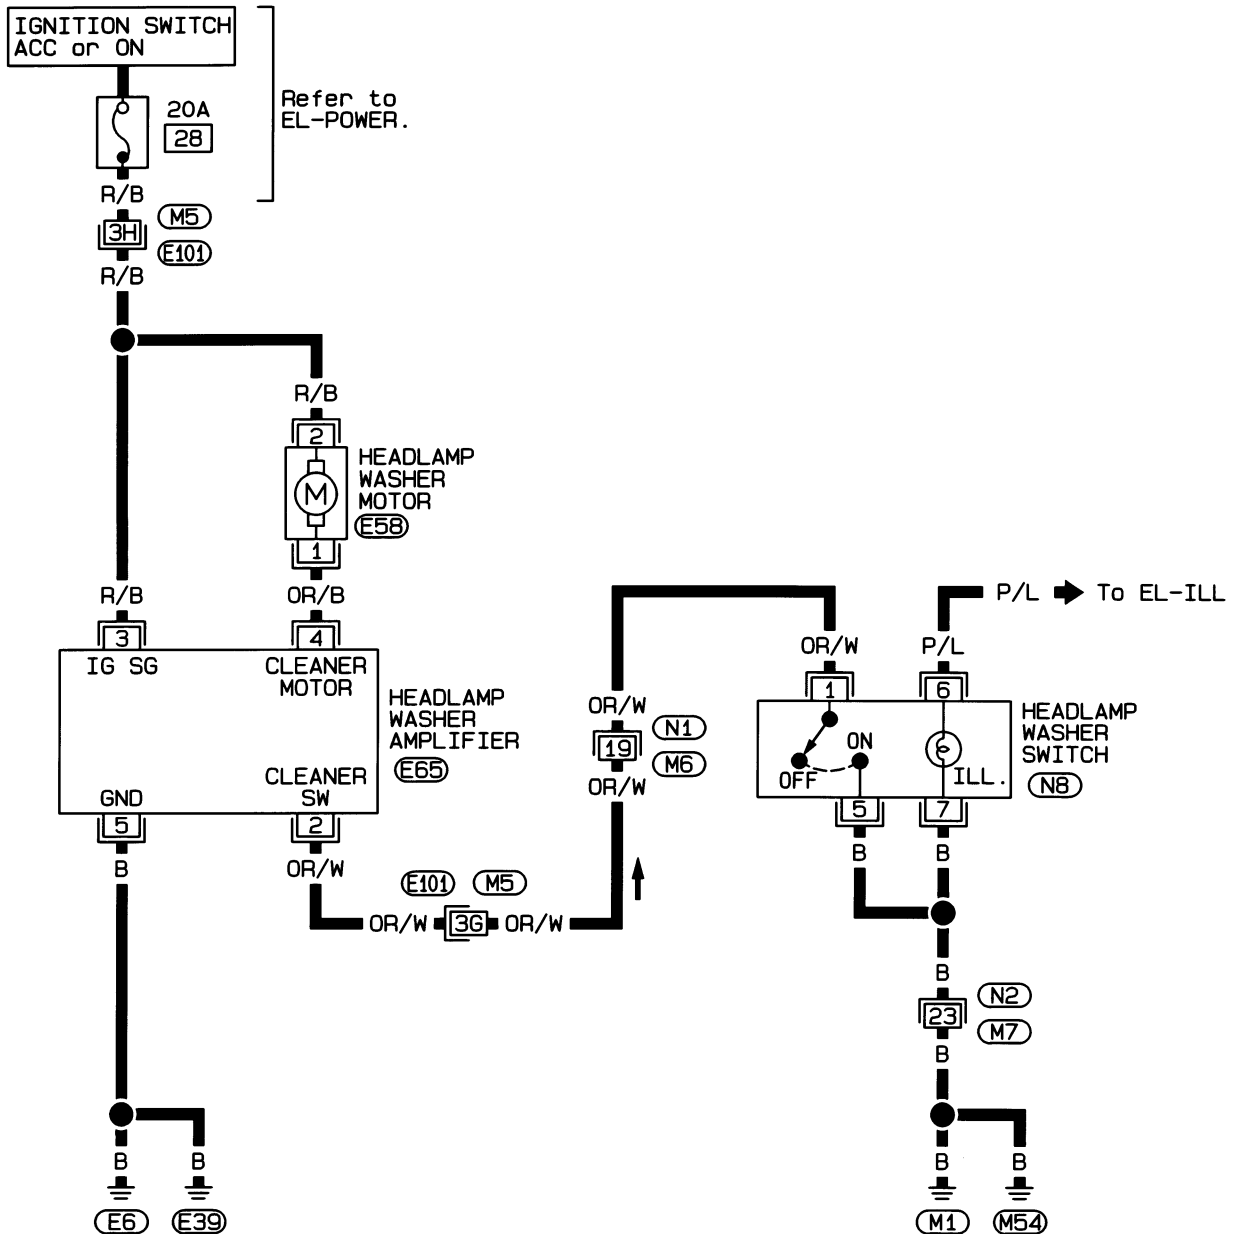 IGNITION SWITCH
ACC or ON
Refer to
EL-POWER.
20A
28
R/B
3H
M5
E101
R/B
R/B
2
HEADLAMP
WASHER
MOTOR
E58
M
1
R/B
OR/B
3
4
IG SG
CLEANER
MOTOR
HEADLAMP
WASHER
AMPLIFIER
E65
CLEANER
SW
GND
5
2
B
OR/W
E101
M5
OR/W
3G
OR/W
OR/W
19
N1
M6
OR/W
P/L
To EL-ILL
OR/W
P/L
1
6
HEADLAMP
WASHER
SWITCH
N8
ON
OFF
ILL.
5
7
B
B
B
23
N2
M7
B
B
B
E6
E39
B
B
M1
M54